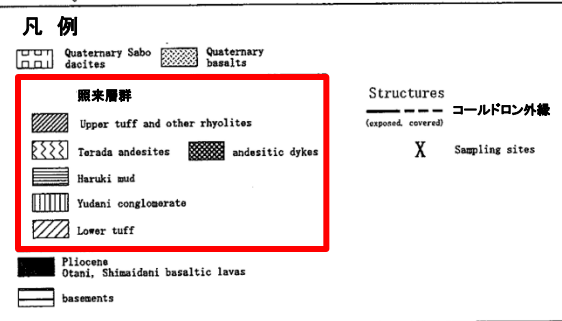 凡 例
Quaternary Sabo
dacites
Quaternary
basalts
照来層群
Upper tuff and other rhyolites
Terada andesites
andesitic dykes
Haruki mud
Yudani conglomerate
Lower tuff
Pliocene
Otani, Shimaidani basaltic lavas
basements
Structures
コールドロン外縁
(exposed, covered)
X
Sampling sites